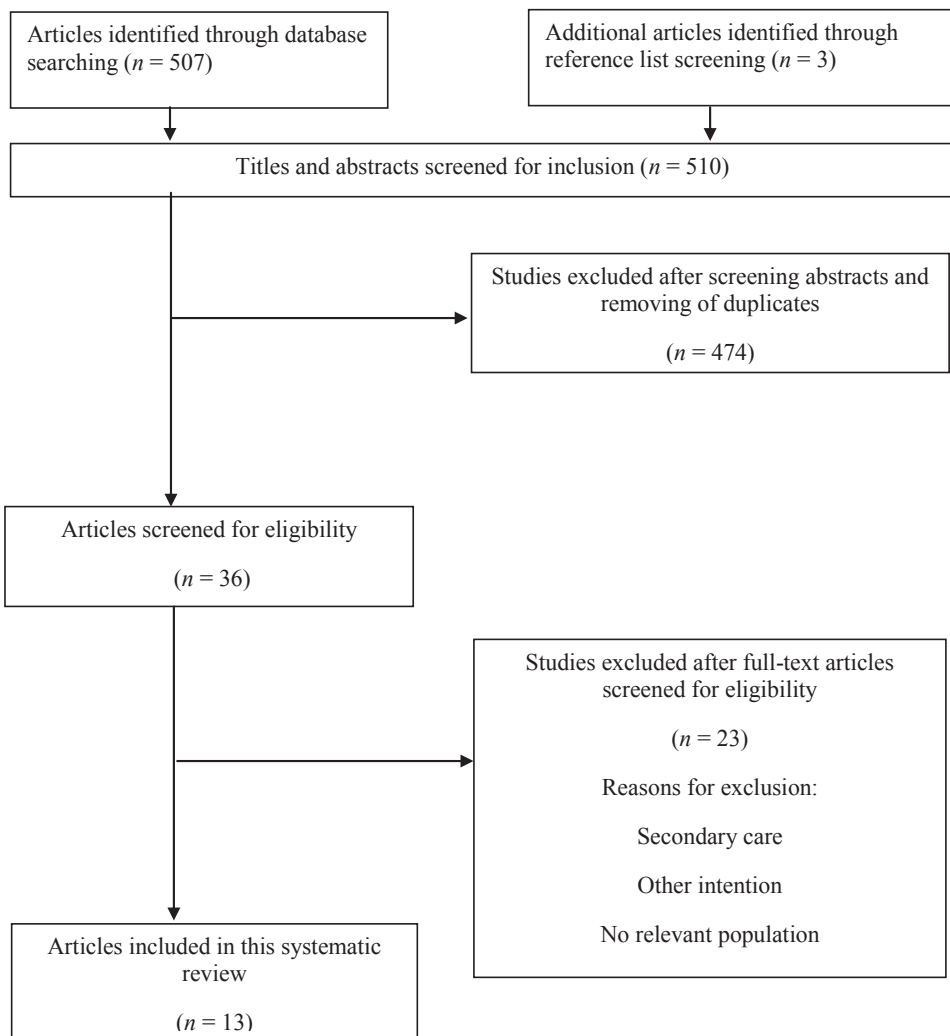 Articles identified through database
searching (n = 507)
Additional articles identified through
reference list screening (n = 3)
Titles and abstracts screened for inclusion (n = 510)
Studies excluded after screening abstracts and
removing of duplicates
(n = 474)
Articles screened for eligibility
(n = 36)
Studies excluded after full-text articles
screened for eligibility
(n = 23)
Reasons for exclusion:
Secondary care
Other intention
No relevant population
Articles included in this systematic
review
(n = 13)